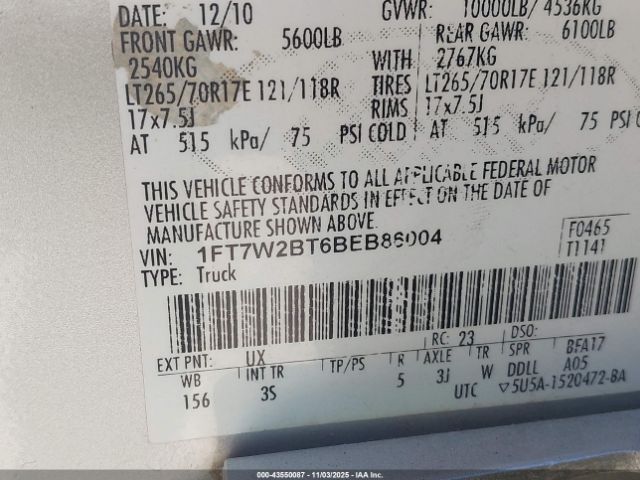 DATE: 12/10 GVWR: 10000LB/ 4536KG
FRONT GAWR: 5600LB REAR GAWR: 6100LB
2540KG WITH 2767KG
LT265/70R17E 121/118R TIRES LT265/70R17E 121/118R
17x7.5J RIMS 17x7.5J
AT 515 kPa/ 75 PSI COLD AT 515 kPa/ 75 PSI COLD
THIS VEHICLE CONFORMS TO ALL APPLICABLE FEDERAL MOTOR
VEHICLE SAFETY STANDARDS IN EFFECT ON THE DATE OF
MANUFACTURE SHOWN ABOVE.
VIN: 1FT7W2BT6BEB86004 F0465
TYPE: Truck T1141
RC: 23 DSO:
EXT PNT: UX
WB INT TR TP/PS R AXLE TR SPR BFA17
156 3S 5 3J W DDLL A05
UTC ▽5U5A-1520472-BA
000-43550087 - 11/03/2025 - IAAI.COM